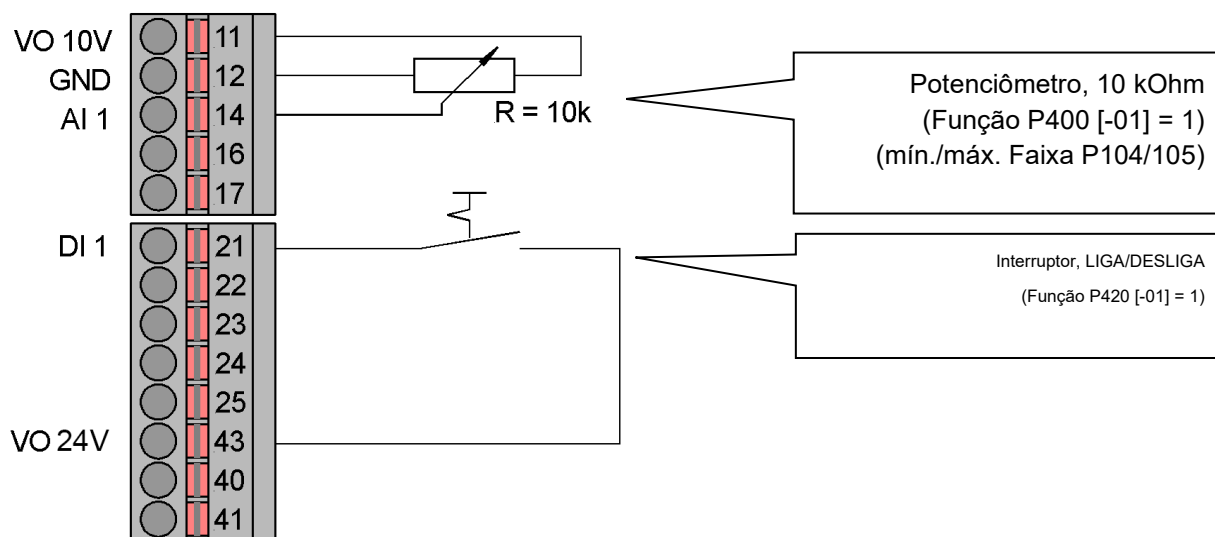 VO 10V 11
GND 12
AI 1 14
16
17
R = 10k
Potenciômetro, 10 kOhm
(Função P400 [-01] = 1)
(mín./máx. Faixa P104/105)
DI 1 21
22
23
24
25
VO 24V 43
40
41
Interruptor, LIGA/DESLIGA
(Função P420 [-01] = 1)